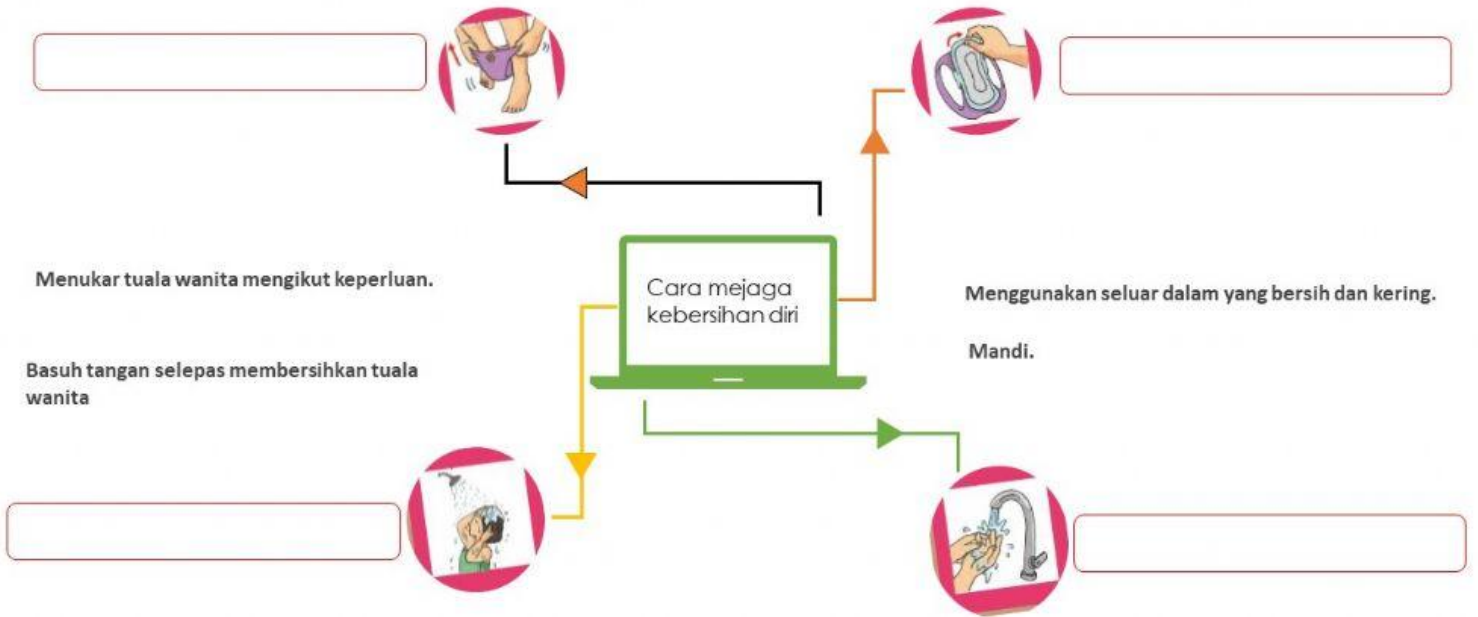 Menukar tuala wanita mengikut keperluan.
Basuh tangan selepas membersihkan tuala
wanita
Cara mejaga
kebersihan diri
Menggunakan seluar dalam yang bersih dan kering.
Mandi.